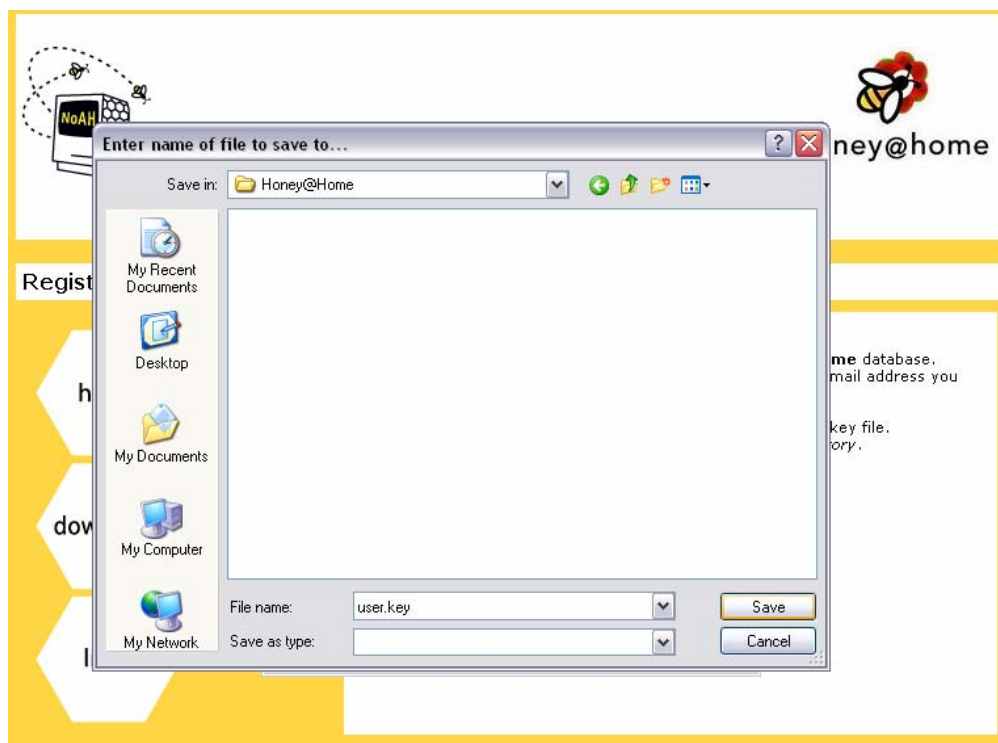 NoAH
ney@home
Enter name of file to save to...
Save in:
Honey@Home
My Recent
Documents
Desktop
My Documents
My Computer
My Network
File name:
user.key
Save
Save as type:
Cancel
Regist
me database.
mail address you
key file.
ory.
h
dow